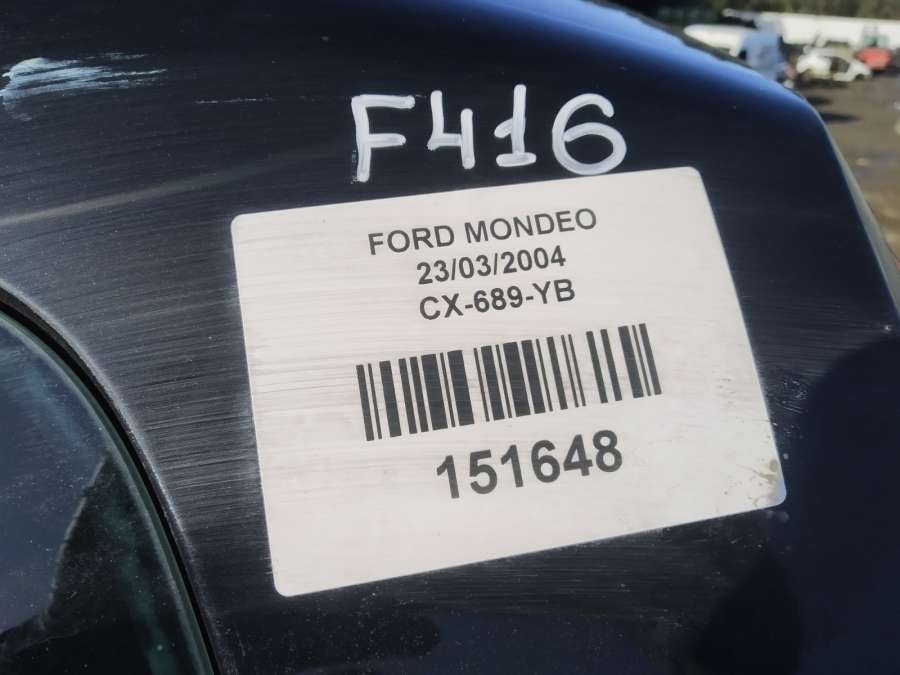 F416
FORD MONDEO
23/03/2004
CX-689-YB
151648